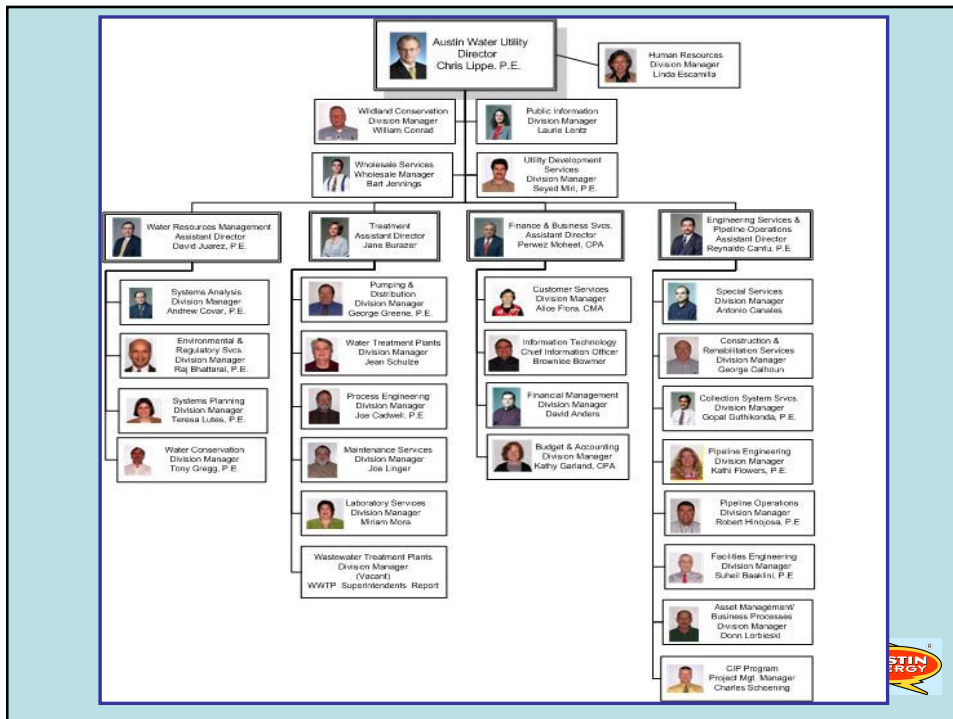 Austin Water Utility
Director
Chris Lippe. P.E.
Human Resources
Division Manager
Linda Escamilla
Wildland Conservation
Division Manager
William Conrad
Public Information
Division Manager
Laurie Lentz
Wholesale Services
Wholesale Manager
Bart Jennings
Utility Development
Services
Division Manager
Seyed Miri, P.E.
Water Resources Management
Assistant Director
David Juarez, P.E.
Treatment
Assistant Director
Jane Burazer
Finance & Business Svcs.
Assistant Director
Perwez Moheet, CPA
Engineering Services &
Pipeline Operations
Assistant Director
Reynaldo Cantu, P.E.
Systems Analysis
Division Manager
Andrew Covar, P.E.
Environmental &
Regulatory Svcs.
Division Manager
Raj Bhattarai, P.E.
Systems Planning
Division Manager
Teresa Lutes, P.E.
Water Conservation
Division Manager
Tony Gregg, P.E.
Pumping &
Distribution
Division Manager
George Greene, P.E.
Water Treatment Plants
Division Manager
Jean Schulze
Process Engineering
Division Manager
Joe Cadwell, P.E.
Maintenance Services
Division Manager
Joe Linger
Laboratory Services
Division Manager
Miriam Mora
Wastewater Treatment Plants
Division Manager
(Vacant)
WWTP Superintendents Report
Customer Services
Division Manager
Alice Flora, CMA
Information Technology
Chief Information Officer
Brownlee Bowmer
Financial Management
Division Manager
David Anders
Budget & Accounting
Division Manager
Kathy Garland, CPA
Special Services
Division Manager
Antonio Canales
Construction &
Rehabilitation Services
Division Manager
George Calhoun
Collection System Srvcs.
Division Manager
Gopal Guthikonda, P.E.
Pipeline Engineering
Division Manager
Kathi Flowers, P.E.
Pipeline Operations
Division Manager
Robert Hinojosa, P.E
Facilities Engineering
Division Manager
Suheil Baaklini, P.E
Asset Management/
Business Processes
Division Manager
Donn Lorbieski
CIP Program
Project Mgt. Manager
Charles Schoening
STIN
ERGY
®